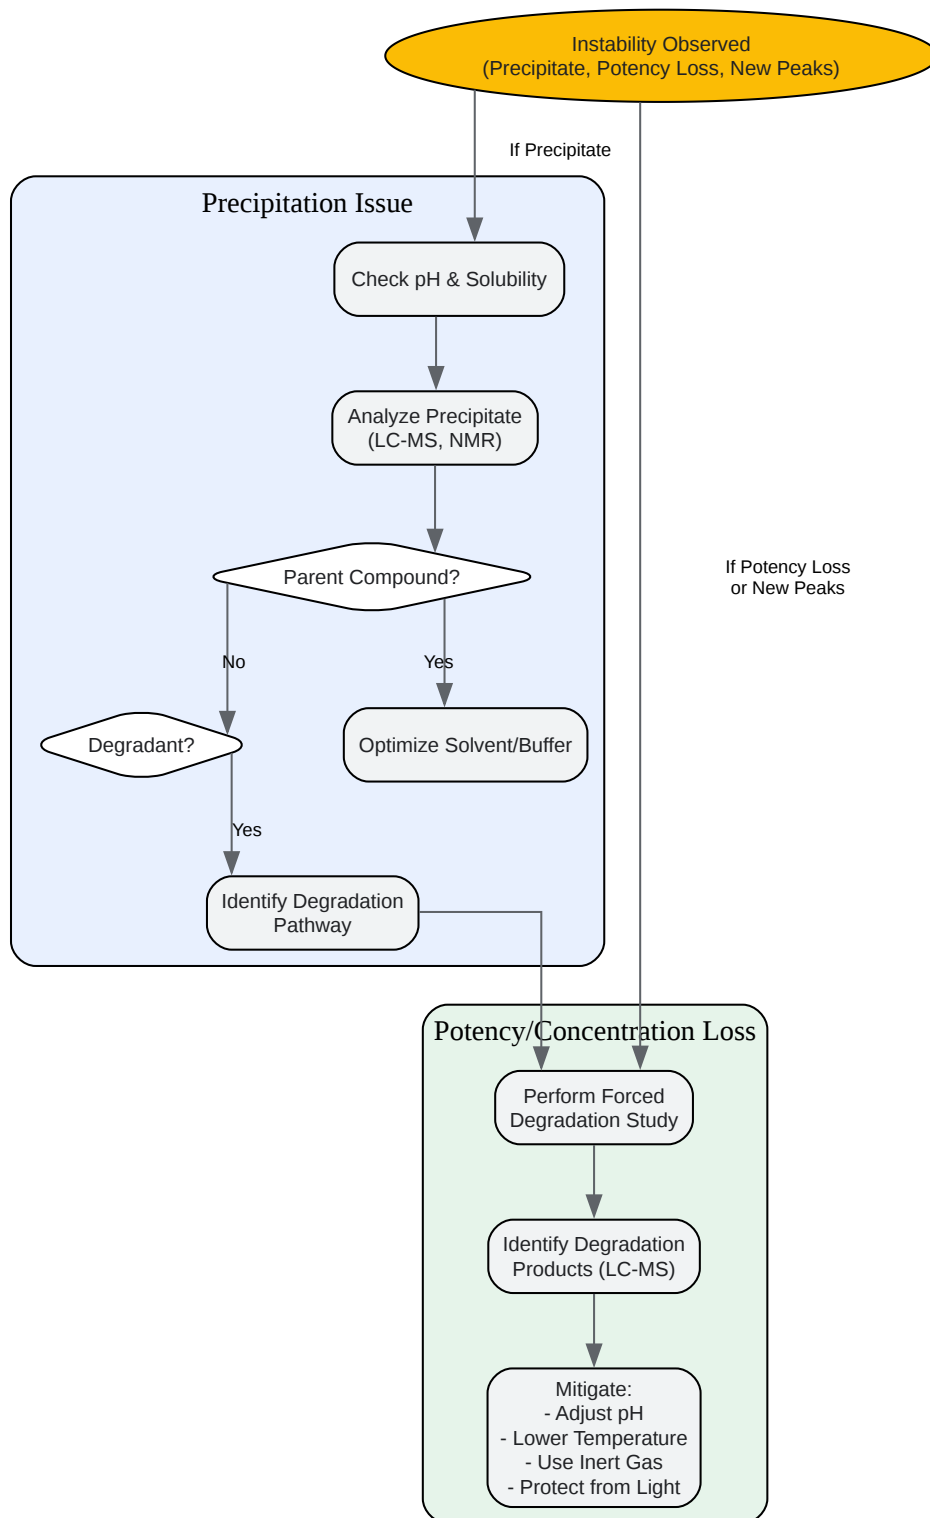 Instability Observed
(Precipitate, Potency Loss, New Peaks)
If Precipitate
Precipitation Issue
Check pH & Solubility
Analyze Precipitate
(LC-MS, NMR)
Parent Compound?
If Potency Loss
or New Peaks
No
Yes
Degradant?
Optimize Solvent/Buffer
Yes
Identify Degradation
Pathway
Potency/Concentration Loss
Perform Forced
Degradation Study
Identify Degradation
Products (LC-MS)
Mitigate:
- Adjust pH
- Lower Temperature
- Use Inert Gas
- Protect from Light